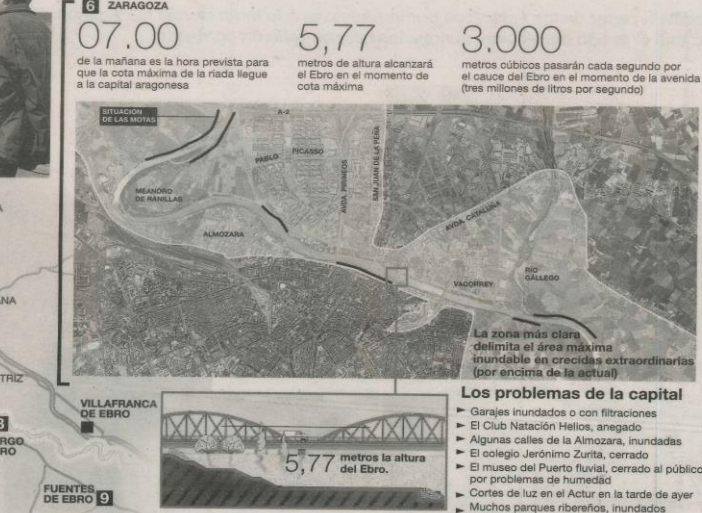 6 ZARAGOZA
07.00
de la mañana es la hora prevista para
que la cota máxima de la riada llegue
a la capital aragonesa
5,77
metros de altura alcanzará
el Ebro en el momento de
cota máxima
3.000
metros cúbicos pasarán cada segundo por
el cauce del Ebro en el momento de la avenida
(tres millones de litros por segundo)
SITUACIÓN
DE LAS MOTAS
A-2
PABLO
PICASSO
AVDA. PIRINEOS
SAN JUAN DE LA PEÑA
MEANDRO
DE RANILLAS
ALMOZARA
AVDA. CATALUÑA
VADORREY
RÍO
GÁLLEGO
La zona más clara
delimita el área máxima
inundable en crecidas extraordinarias
(por encima de la actual)
NA
TRIZ
VILLAFRANCA
DE EBRO
8
RGO
RO
FUENTES
DE EBRO 9
5,77 metros la altura
del Ebro.
Los problemas de la capital
► Garajes inundados o con filtraciones
► El Club Natación Helios, anegado
► Algunas calles de la Almozara, inundadas
► El colegio Jerónimo Zurita, cerrado
► El museo del Puerto fluvial, cerrado al público
por problemas de humedad
► Cortes de luz en el Actur en la tarde de ayer
► Muchos parques ribereños, inundados